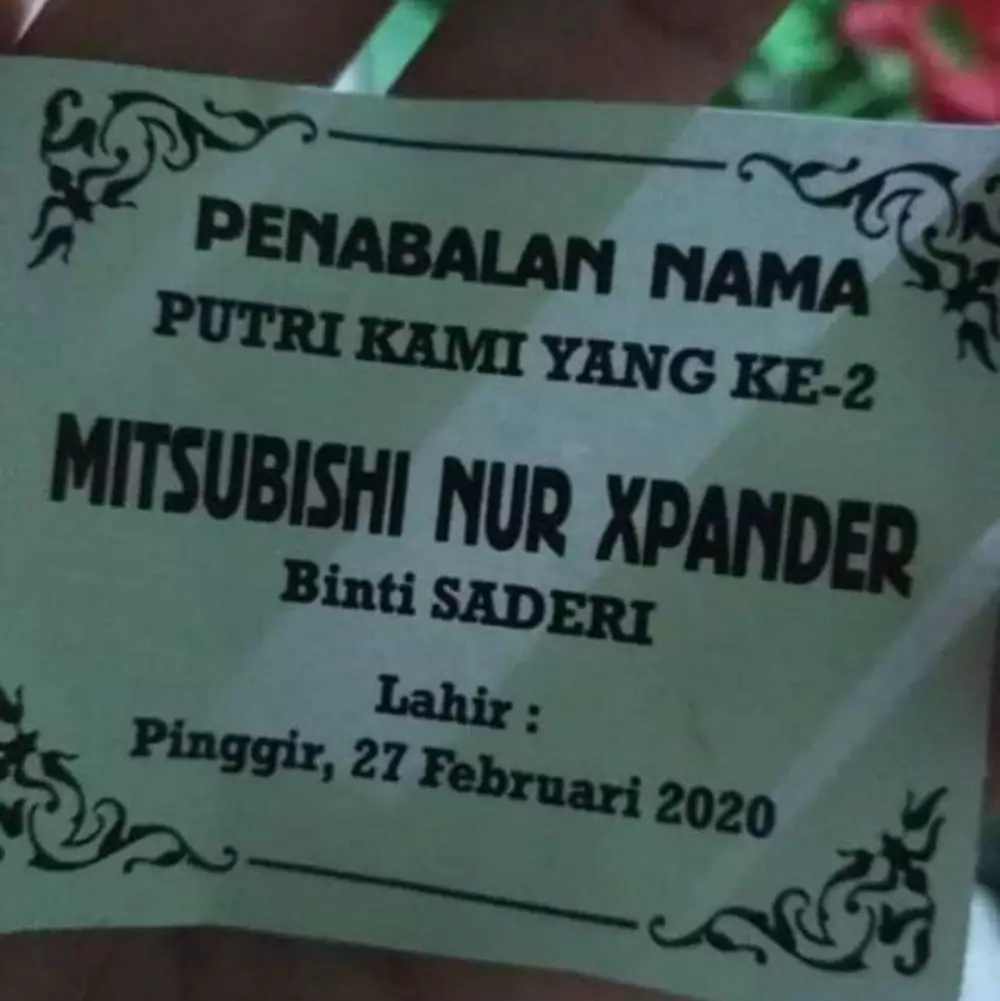 PENABALAN NAMA
PUTRI KAMI YANG KE-2
MITSUBISHI NUR XPANDER
Binti SADERI
Lahir :
Pinggir, 27 Februari 2020